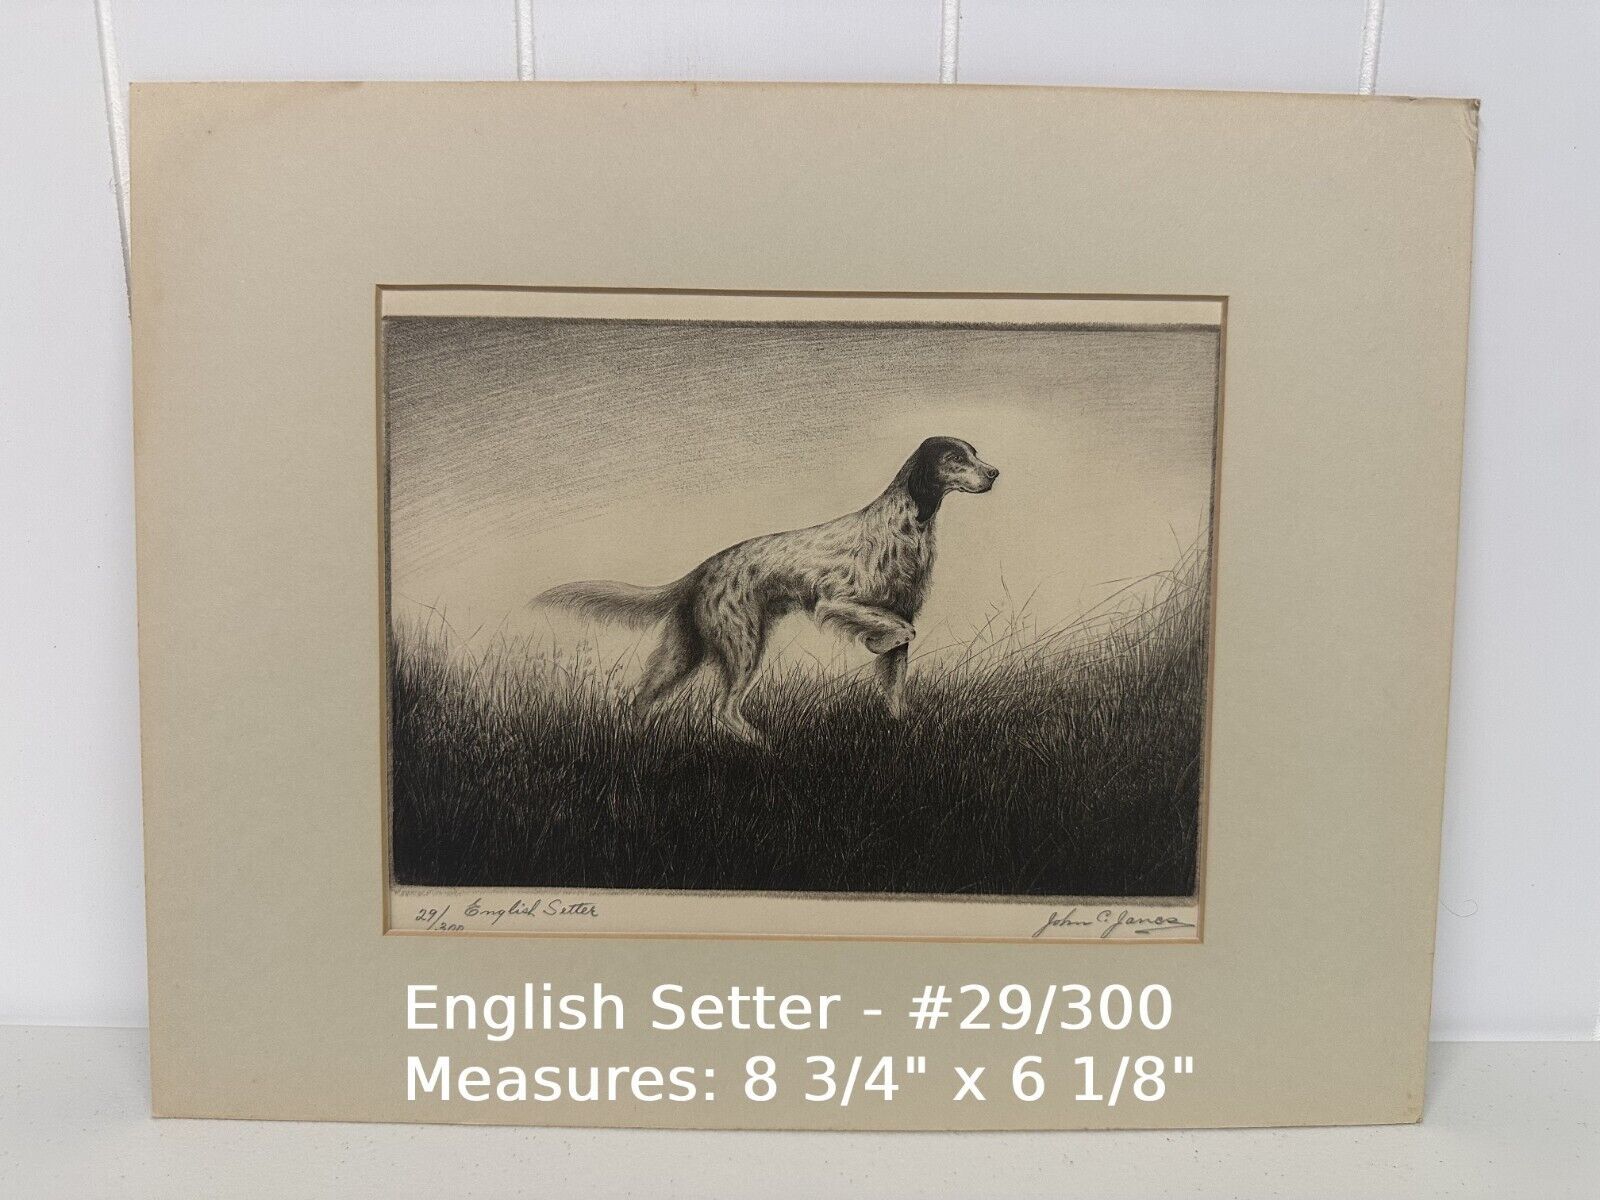 29/300 English Setter
John C. Janes
English Setter - #29/300
Measures: 8 3/4" x 6 1/8"